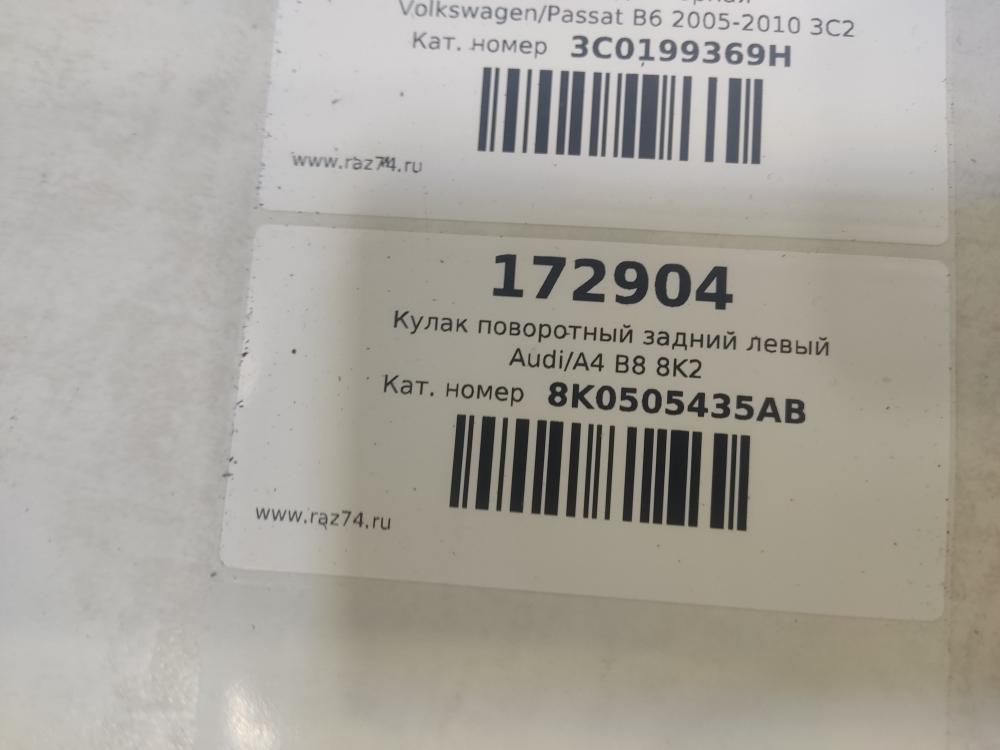 Volkswagen/Passat B6 2005-2010 3C2
Кат. номер 3C0199369H
www.raz74.ru
172904
Кулак поворотный задний левый
Audi/A4 B8 8K2
Кат. номер 8K0505435AB
www.raz74.ru